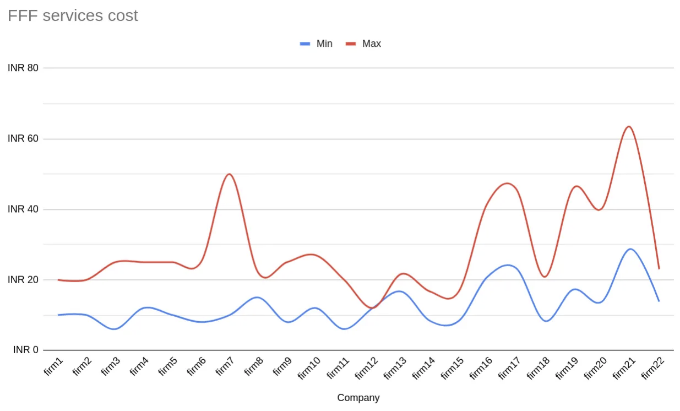 FFF services cost
Min Max
INR 80
INR 60
INR 40
INR 20
INR 0
firm1 firm2 firm3 firm4 firm5 firm6 firm7 firm8 firm9 firm10 firm11 firm12 firm13 firm14 firm15 firm16 firm17 firm18 firm19 firm20 firm21 firm22
Company